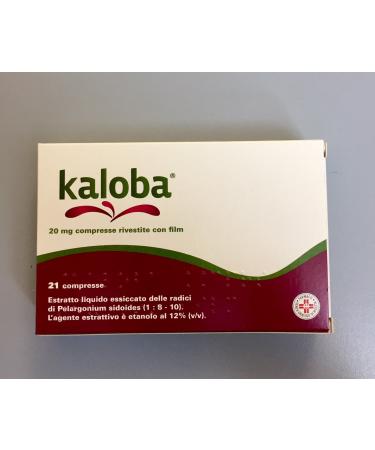 kaloba®
20 mg compresse rivestite con film
21 compresse
Estratto liquido essiccato delle radici
di Pelargonium sidoides (1 : 8 - 10).
L'agente estrattivo è etanolo al 12% (v/v).